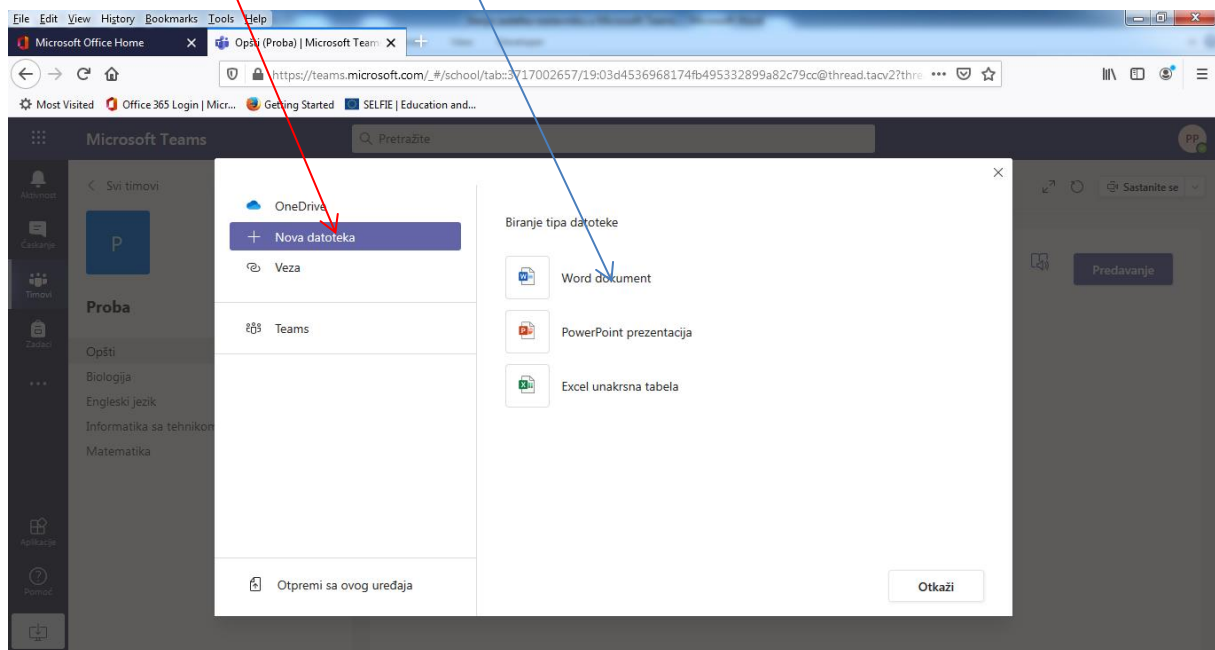 File Edit View History Bookmarks Tools Help
Microsoft Office Home
Opšti (Proba) | Microsoft Team
https://teams.microsoft.com/_#/school/tab::3717002657/19:03d4536968174fb495332899a82c79cc@thread.tacv2?thre
Most Visited Office 365 Login | Micr... Getting Started SELFIE | Education and...
Microsoft Teams
Pretražite
PP
Aktivnost
Ćaskanje
Timovi
Zadaci
Aplikacije
Pomoć
Svi timovi
P
Proba
Opšti
Biologija
Engleski jezik
Informatika sa tehnikom
Matematika
OneDrive
Nova datoteka
Veza
Teams
Otpremi sa ovog uređaja
Biranje tipa datoteke
Word dokument
PowerPoint prezentacija
Excel unakrsna tabela
Otkaži
Sastanite se
Predavanje